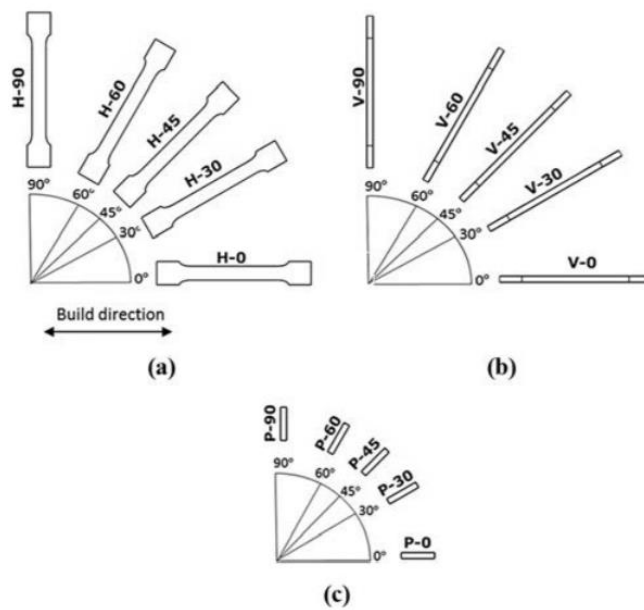 H-90
H-60
H-45
H-30
H-0
90°
60°
45°
30°
0°
Build direction
(a)
V-90
V-60
V-45
V-30
V-0
90°
60°
45°
30°
0°
(b)
P-90
P-60
P-45
P-30
P-0
90°
60°
45°
30°
0°
(c)